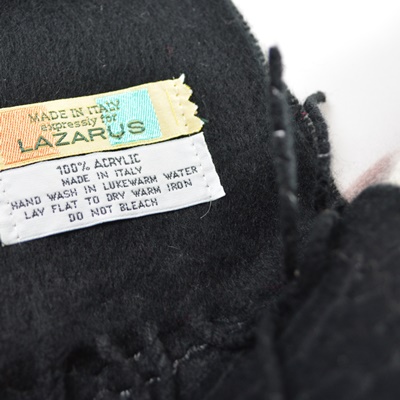 MADE IN ITALY
expressly for
LAZARUS
100% ACRYLIC
MADE IN ITALY
HAND WASH IN LUKEWARM WATER
LAY FLAT TO DRY WARM IRON
DO NOT BLEACH